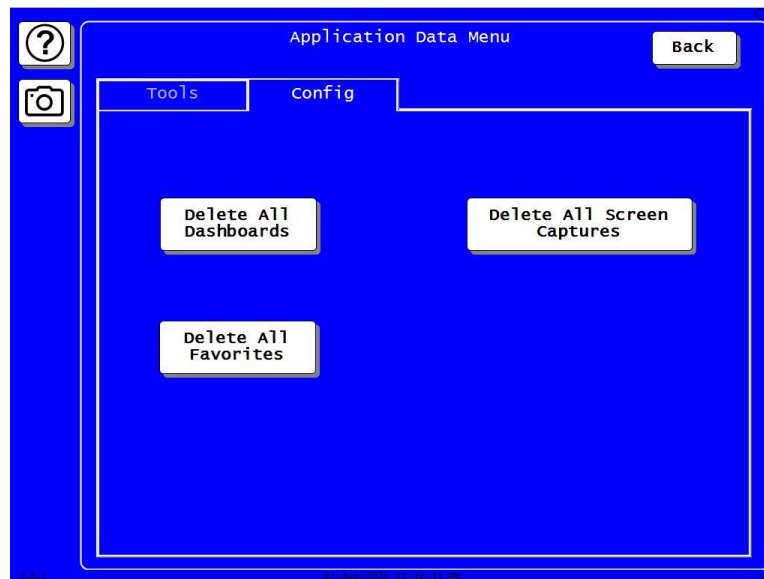 ?
Application Data Menu
Back
Tools
Config
Delete All
Dashboards
Delete All Screen
Captures
Delete All
Favorites